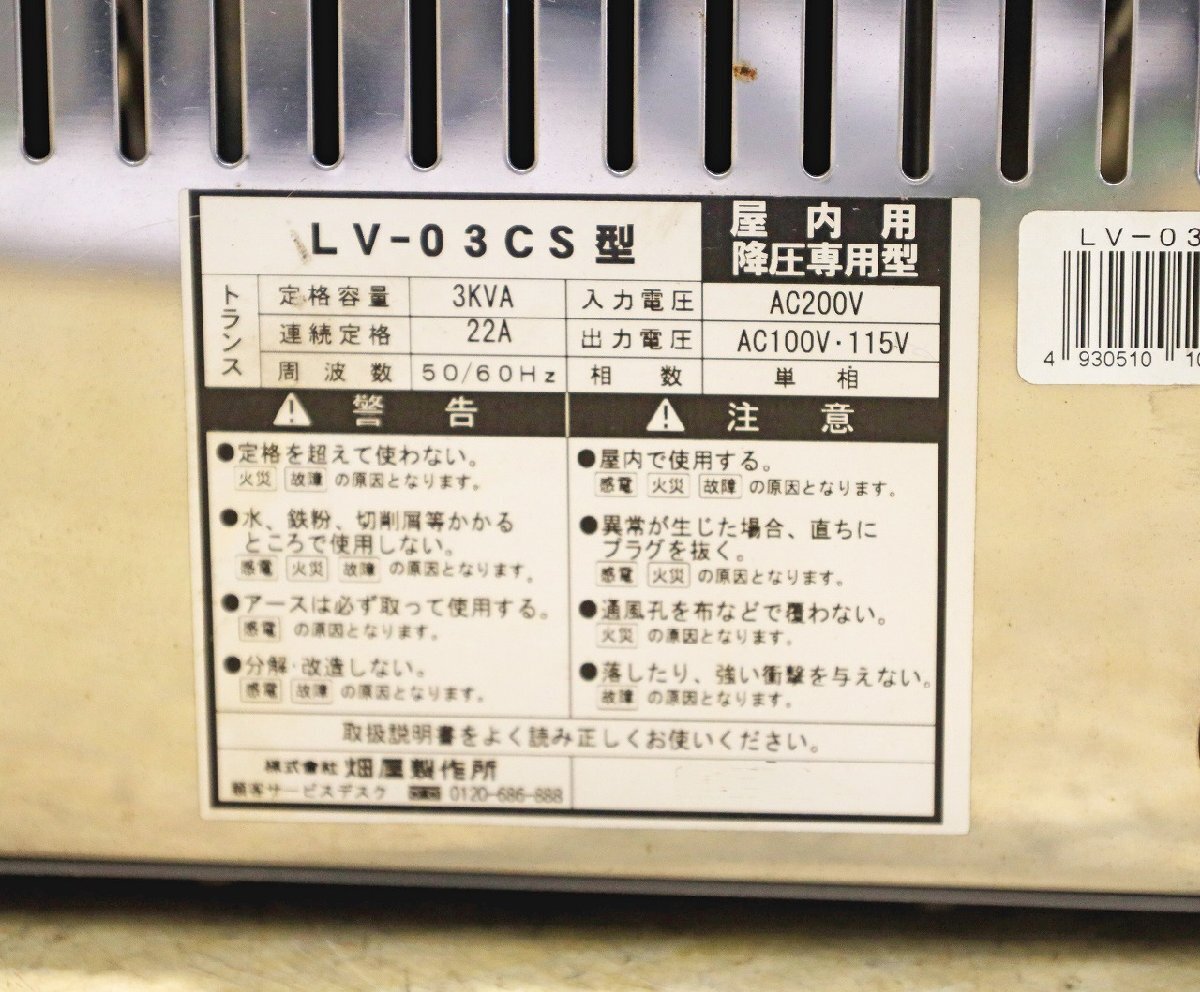 LV-03CS型
屋内用
降圧専用型
トランス
定格容量 3KVA 入力電圧 AC200V
連続定格 22A 出力電圧 AC100V・115V
周波数 50/60Hz 相数 単相
警告
●定格を超えて使わない。
火災 故障 の原因となります。
●水、鉄粉、切削屑等かかる
ところで使用しない。
感電 火災 故障 の原因となります。
●アースは必ず取って使用する。
感電 の原因となります。
●分解・改造しない。
感電 故障 の原因となります。
注意
●屋内で使用する。
感電 火災 故障 の原因となります。
●異常が生じた場合、直ちに
プラグを抜く。
感電 火災 の原因となります。
●通風孔を布などで覆わない。
火災 の原因となります。
●落したり、強い衝撃を与えない。
故障 の原因となります。
取扱説明書をよく読み正しくお使いください。
株式會社 畑屋製作所
顧客サービスデスク 0120-686-888
LV-03
4 930510 10